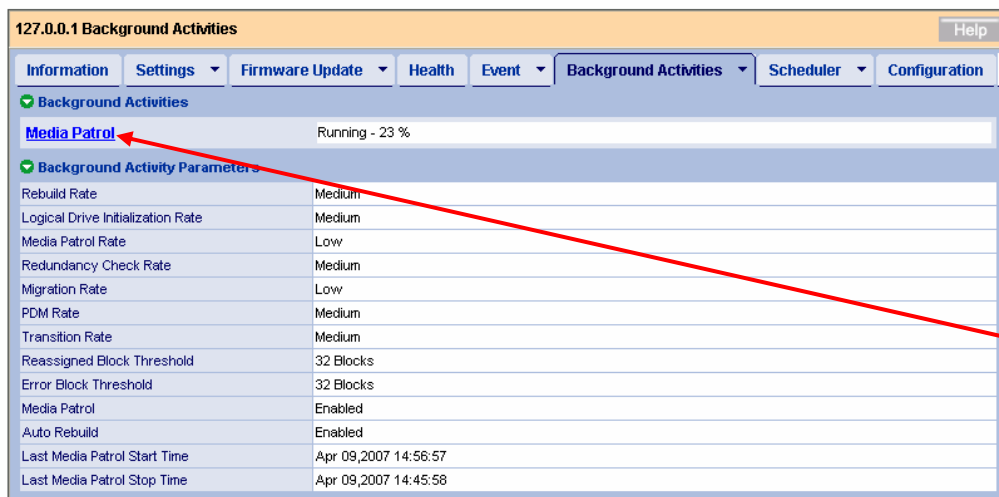 127.0.0.1 Background Activities Help
Information Settings Firmware Update Health Event Background Activities Scheduler Configuration
Background Activities
Media Patrol Running - 23 %
Background Activity Parameters
Rebuild Rate Medium
Logical Drive Initialization Rate Medium
Media Patrol Rate Low
Redundancy Check Rate Medium
Migration Rate Low
PDM Rate Medium
Transition Rate Medium
Reassigned Block Threshold 32 Blocks
Error Block Threshold 32 Blocks
Media Patrol Enabled
Auto Rebuild Enabled
Last Media Patrol Start Time Apr 09,2007 14:56:57
Last Media Patrol Stop Time Apr 09,2007 14:45:58